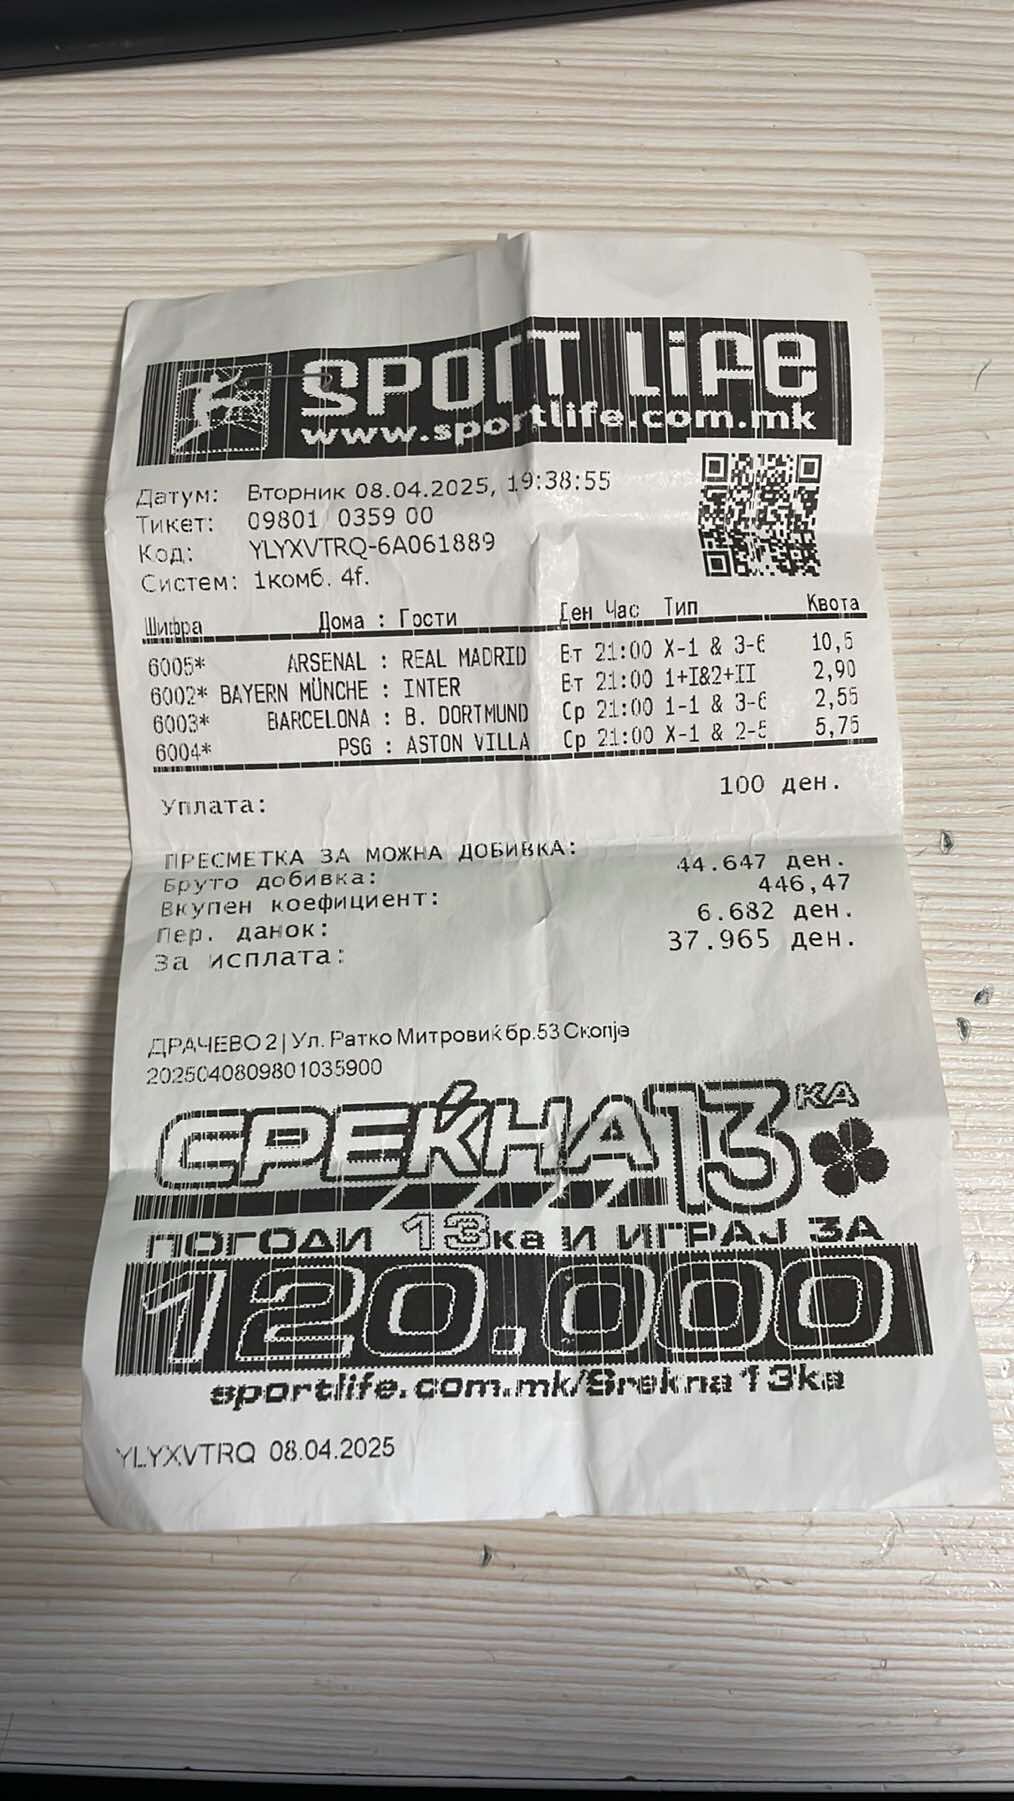 SPORT LiFe
www.sportlife.com.mk
Датум: Вторник 08.04.2025, 19:38:55
Тикет: 09801 0359 00
Код: YLYXVTRQ-6A061889
Систем: 1комб. 4f.
Шифра Дома : Гости Ден Час Тип Квота
6005* ARSENAL : REAL MADRID Вт 21:00 X-1 & 3-6 10,5
6002* BAYERN MÜNCHE : INTER Вт 21:00 1+I&2+II 2,90
6003* BARCELONA : B. DORTMUND Ср 21:00 1-1 & 3-6 2,55
6004* PSG : ASTON VILLA Ср 21:00 X-1 & 2-5 5,75
Уплата: 100 ден.
ПРЕСМЕТКА ЗА МОЖНА ДОБИВКА:
Бруто добивка: 44.647 ден.
Вкупен коефициент: 446,47
Пер. данок: 6.682 ден.
За исплата: 37.965 ден.
ДРАЧЕВО 2 | Ул. Ратко Митровиќ бр.53 Скопје
2025040809801035900
СРЕЌНА 13КА
ПОГОДИ 13ка И ИГРАЈ ЗА
120.000
sportlife.com.mk/Srekna13ka
YLYXVTRQ 08.04.2025